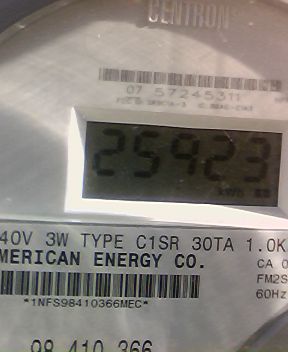 CENTRON
07 57245311
25923
kWh
40V 3W TYPE C1SR 30TA 1.0K
MERICAN ENERGY CO.
CA 0
FM2S
*1NFS98410366MEC*
60Hz
98 410 366